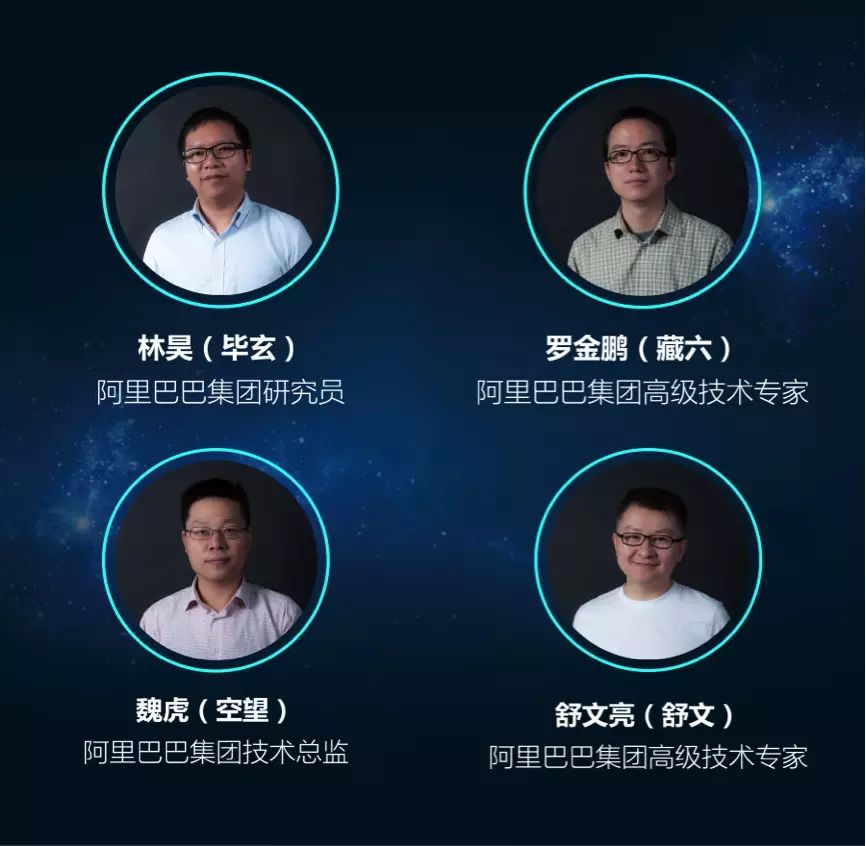 林昊（毕玄）
阿里巴巴集团研究员
罗金鹏（藏六）
阿里巴巴集团高级技术专家
魏虎（空望）
阿里巴巴集团技术总监
舒文亮（舒文）
阿里巴巴集团高级技术专家